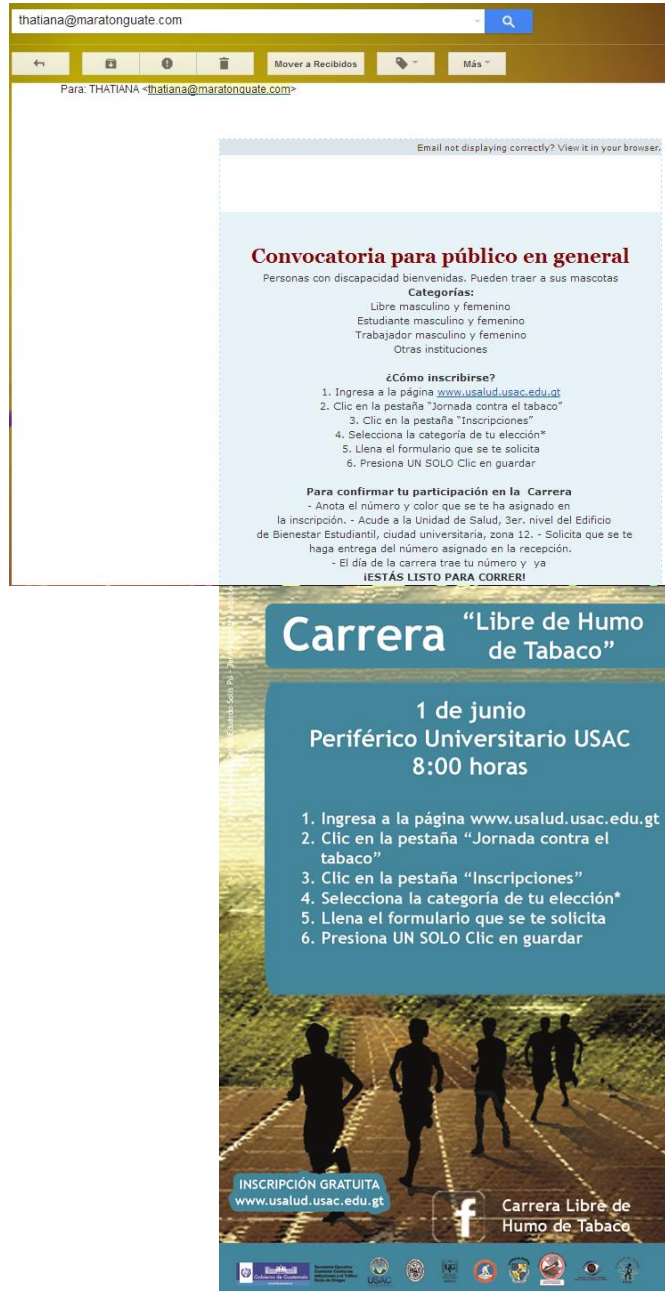 thatiana@maratonguate.com
Mover a Recibidos
Más
Para: THATIANA <thatiana@maratonguate.com>
Email not displaying correctly? View it in your browser.
Convocatoria para público en general
Personas con discapacidad bienvenidas. Pueden traer a sus mascotas
Categorías:
Libre masculino y femenino
Estudiante masculino y femenino
Trabajador masculino y femenino
Otras instituciones
¿Cómo inscribirse?
1. Ingresa a la página www.usalud.usac.edu.gt
2. Clic en la pestaña "Jornada contra el tabaco"
3. Clic en la pestaña "Inscripciones"
4. Selecciona la categoría de tu elección*
5. Llena el formulario que se te solicita
6. Presiona UN SOLO Clic en guardar
Para confirmar tu participación en la Carrera
- Anota el número y color que se te ha asignado en
la inscripción. - Acude a la Unidad de Salud, 3er. nivel del Edificio
de Bienestar Estudiantil, ciudad universitaria, zona 12. - Solicita que se te
haga entrega del número asignado en la recepción.
- El día de la carrera trae tu número y ya
¡ESTÁS LISTO PARA CORRER!
Carrera "Libre de Humo
de Tabaco"
1 de junio
Periférico Universitario USAC
8:00 horas
1. Ingresa a la página www.usalud.usac.edu.gt
2. Clic en la pestaña "Jornada contra el
tabaco"
3. Clic en la pestaña "Inscripciones"
4. Selecciona la categoría de tu elección*
5. Llena el formulario que se te solicita
6. Presiona UN SOLO Clic en guardar
INSCRIPCIÓN GRATUITA
www.usalud.usac.edu.gt
f
Carrera Libre de
Humo de Tabaco
Gobierno de Guatemala
USAC